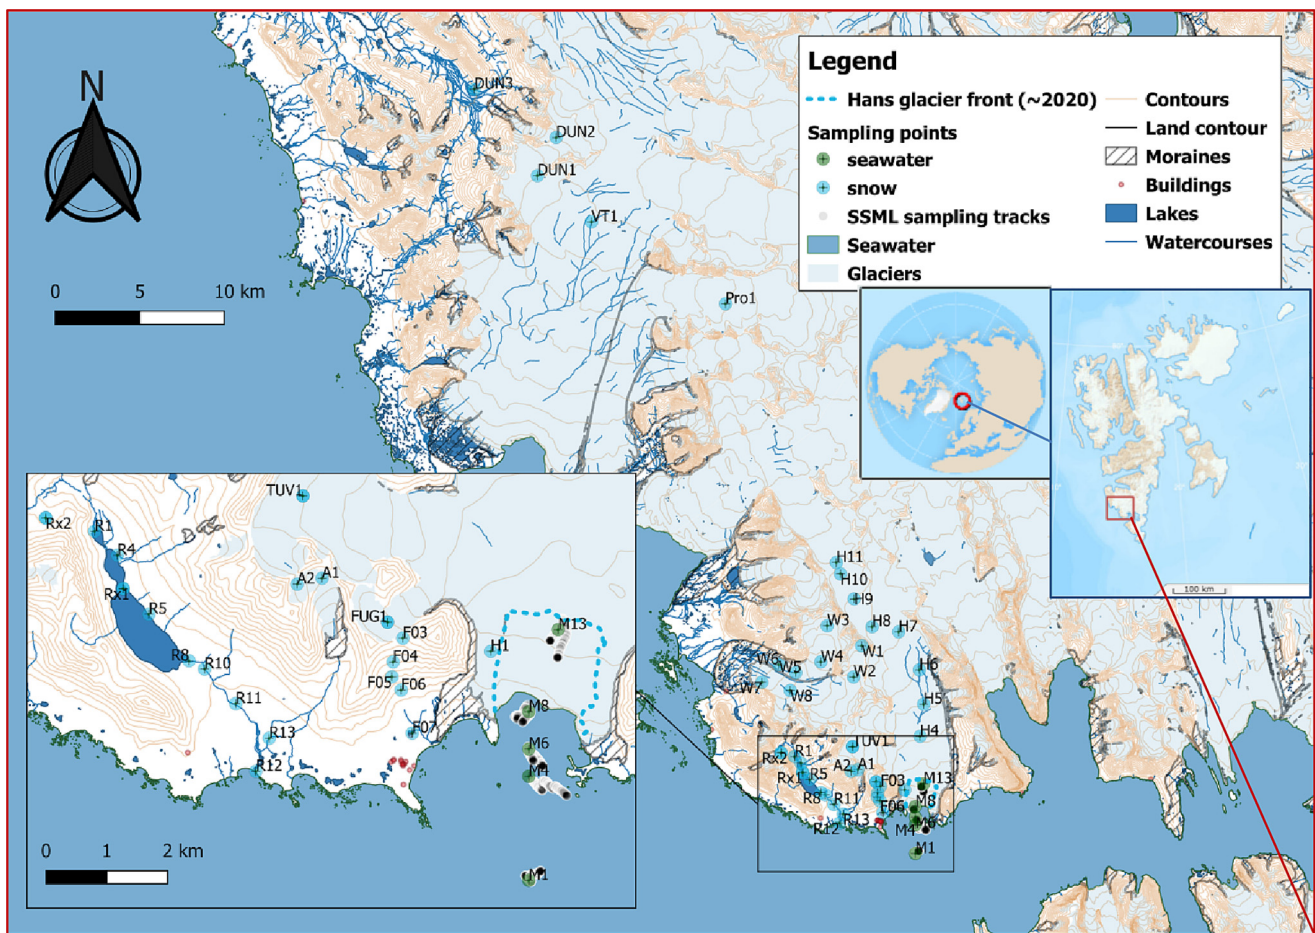 N
0 5 10 km
DUN3
DUN2
DUN1
VT1
Pro1
Legend
Hans glacier front (~2020)
Sampling points
seawater
snow
SSML sampling tracks
Seawater
Glaciers
Contours
Land contour
Moraines
Buildings
Lakes
Watercourses
100 km
H11
H10
H9
W3
H8
H7
W1
W6
W5
W4
W2
H6
W7
W8
H5
H4
TUV1
Rx2
R1
A2
A1
Rx1
R5
F03
M13
R8
R11
F06
M8
R12
R13
M4
M6
M1
TUV1
Rx2
R1
R4
A2
A1
Rx1
R5
FUG1
F03
M13
H1
R8
R10
F04
F05
F06
R11
M8
F07
R13
M6
R12
M1
0 1 2 km
M1